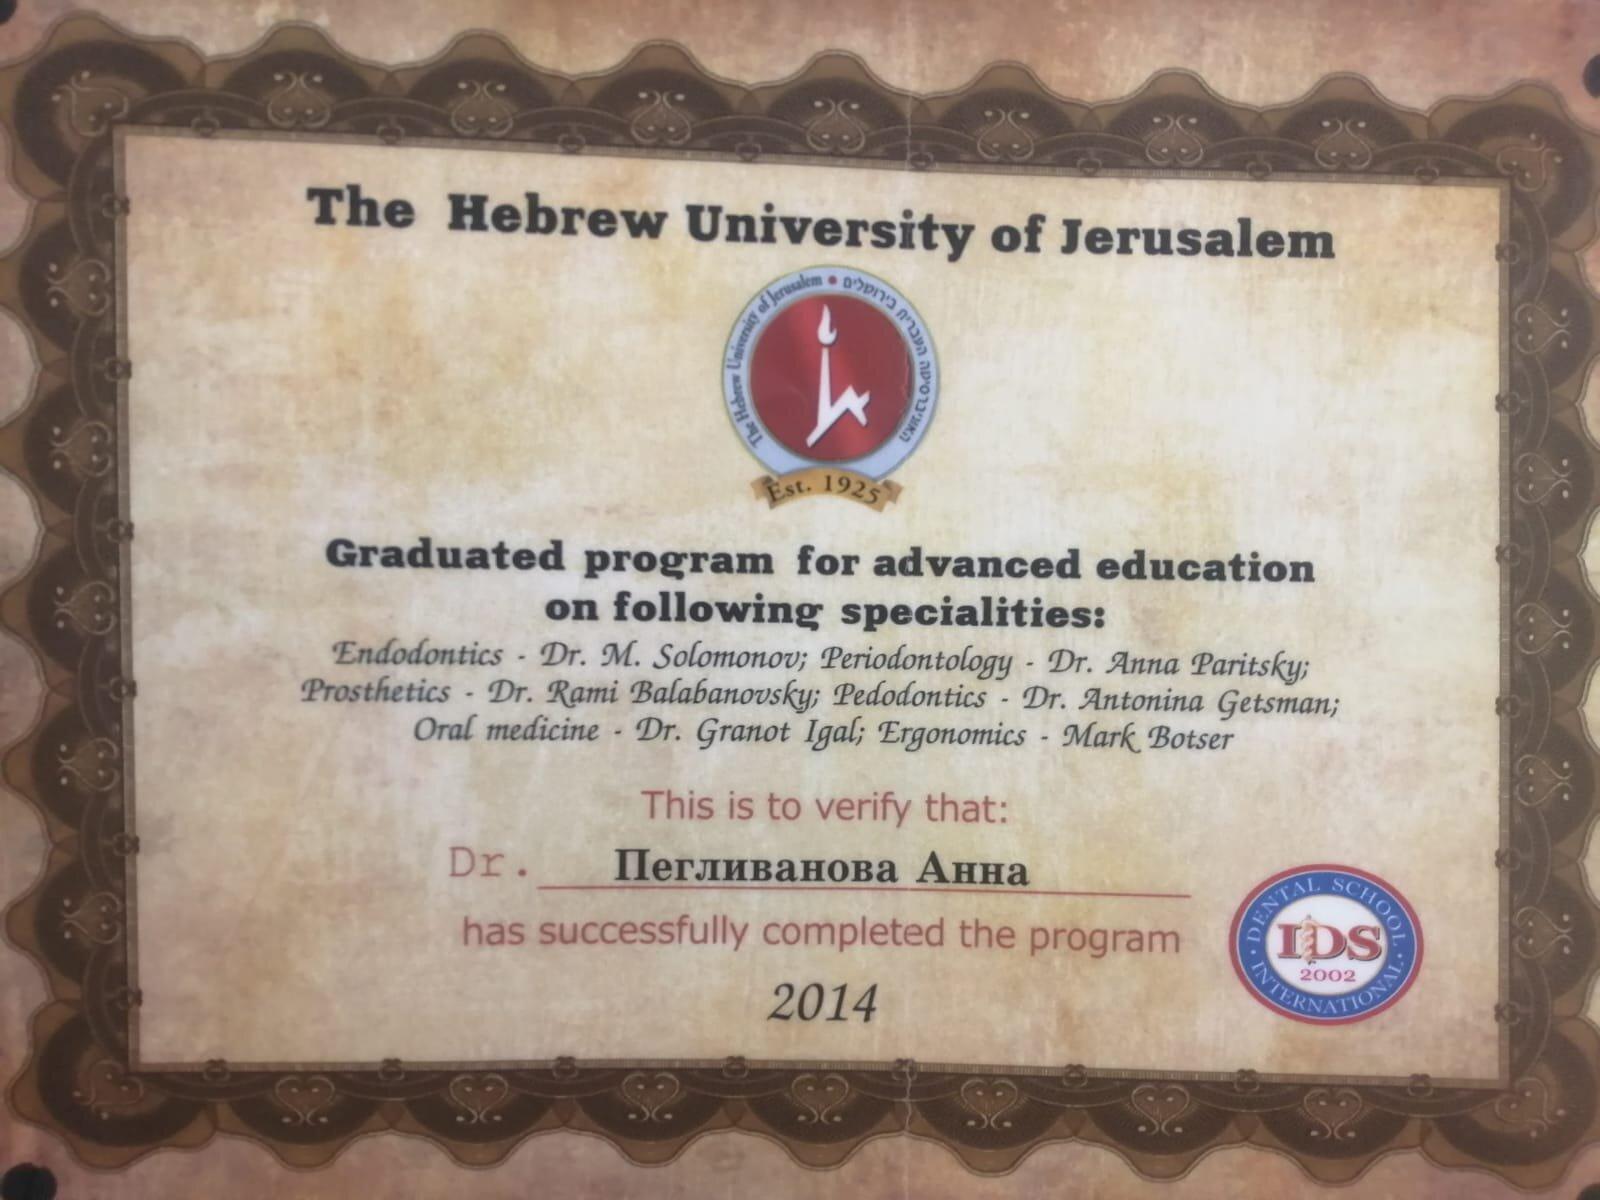 The Hebrew University of Jerusalem
The Hebrew University of Jerusalem • האוניברסיטה העברית בירושלים
Est. 1925
Graduated program for advanced education
on following specialities:
Endodontics - Dr. M. Solomonov; Periodontology - Dr. Anna Paritsky;
Prosthetics - Dr. Rami Balabanovsky; Pedodontics - Dr. Antonina Getsman;
Oral medicine - Dr. Granot Igal; Ergonomics - Mark Botser
This is to verify that:
Dr. Пегливанова Анна
has successfully completed the program
2014
DENTAL SCHOOL
IDS
2002
INTERNATIONAL